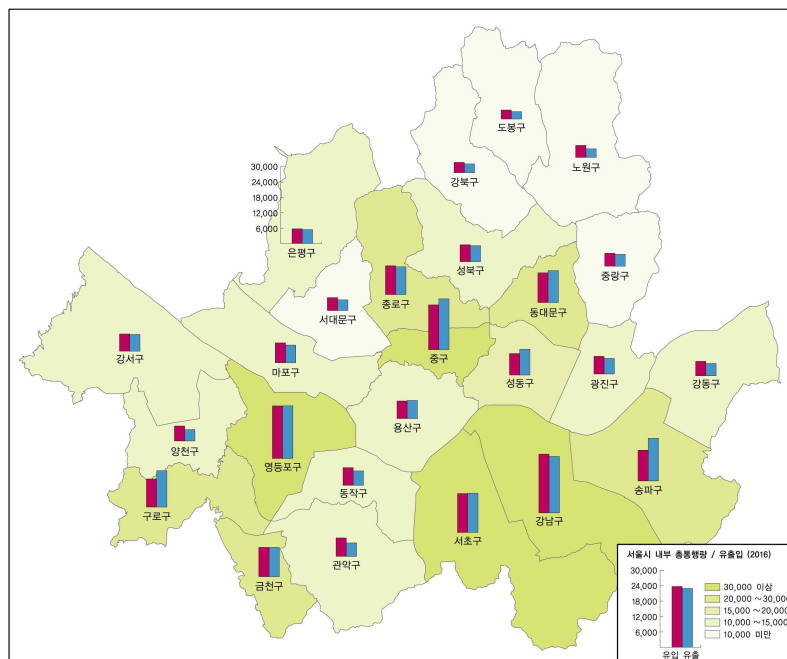 도봉구
노원구
강북구
30,000
24,000
18,000
12,000
6,000
은평구
성북구
중랑구
종로구
동대문구
서대문구
중구
강서구
마포구
성동구
광진구
강동구
용산구
양천구
영등포구
동작구
송파구
구로구
서초구
강남구
관악구
금천구
서울시 내부 총통행량 / 유출입 (2016)
30,000
24,000
18,000
12,000
6,000
유입 유출
30,000 이상
20,000 ~30,000
15,000 ~20,000
10,000 ~15,000
10,000 미만